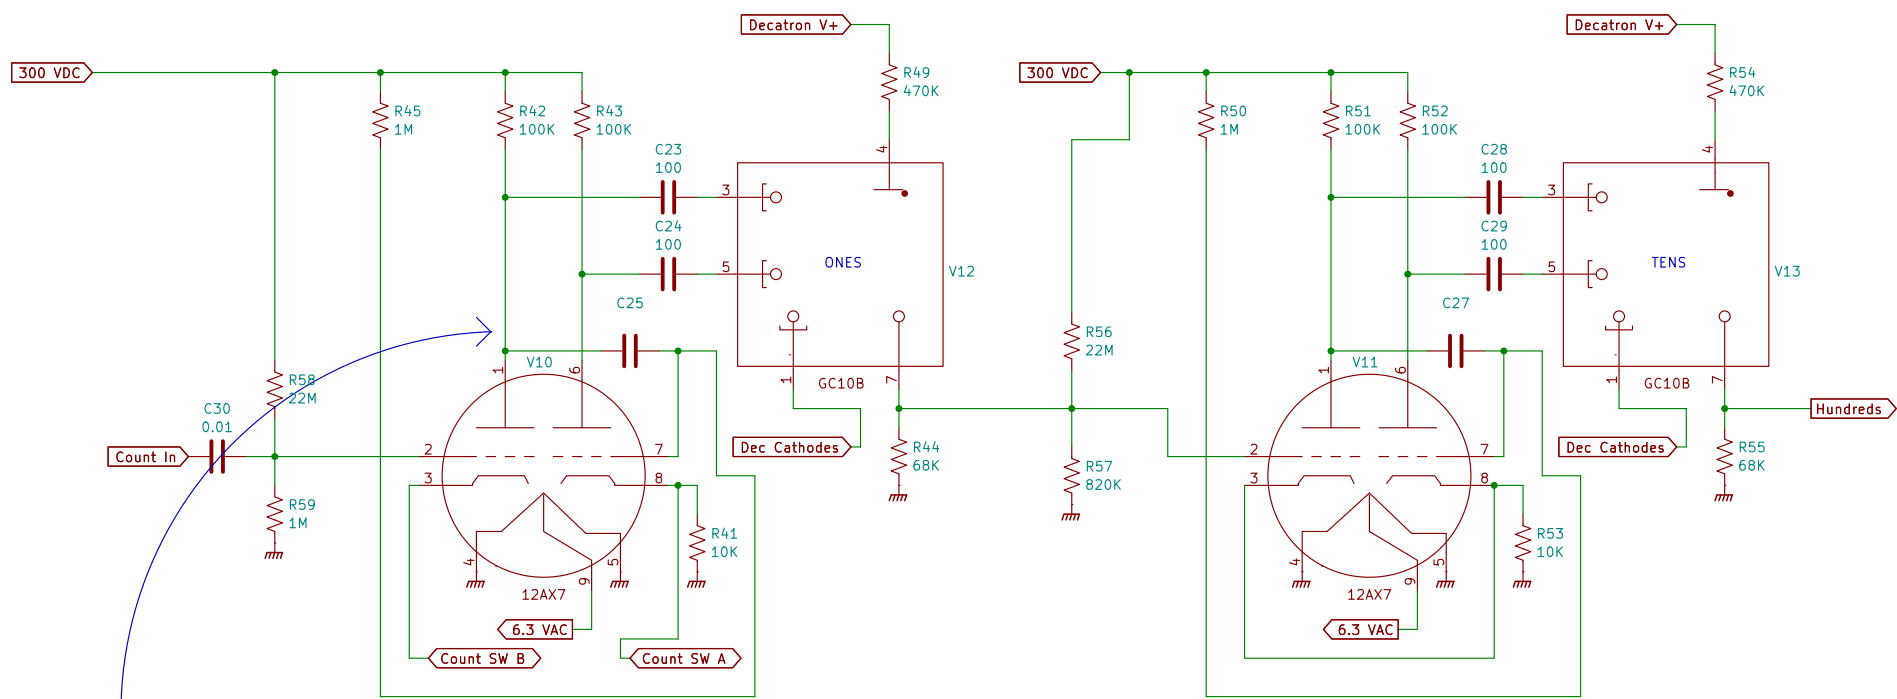 Decatron V+
Decatron V+
300 VDC
300 VDC
R49
470K
R54
470K
R45
1M
R42
100K
R43
100K
R50
1M
R51
100K
R52
100K
C23
100
4
C28
100
4
3
3
C24
100
C29
100
5
ONES
V12
5
TENS
V13
C25
C27
R56
22M
V10
1
6
V11
1
6
R58
22M
1
GC10B
7
1
GC10B
7
C30
0.01
Count In
2
7
Dec Cathodes
R44
68K
2
7
Dec Cathodes
Hundreds
R55
68K
3
8
R57
820K
3
8
R59
1M
R41
10K
R53
10K
4
9
5
4
9
5
12AX7
12AX7
6.3 VAC
6.3 VAC
Count SW B
Count SW A